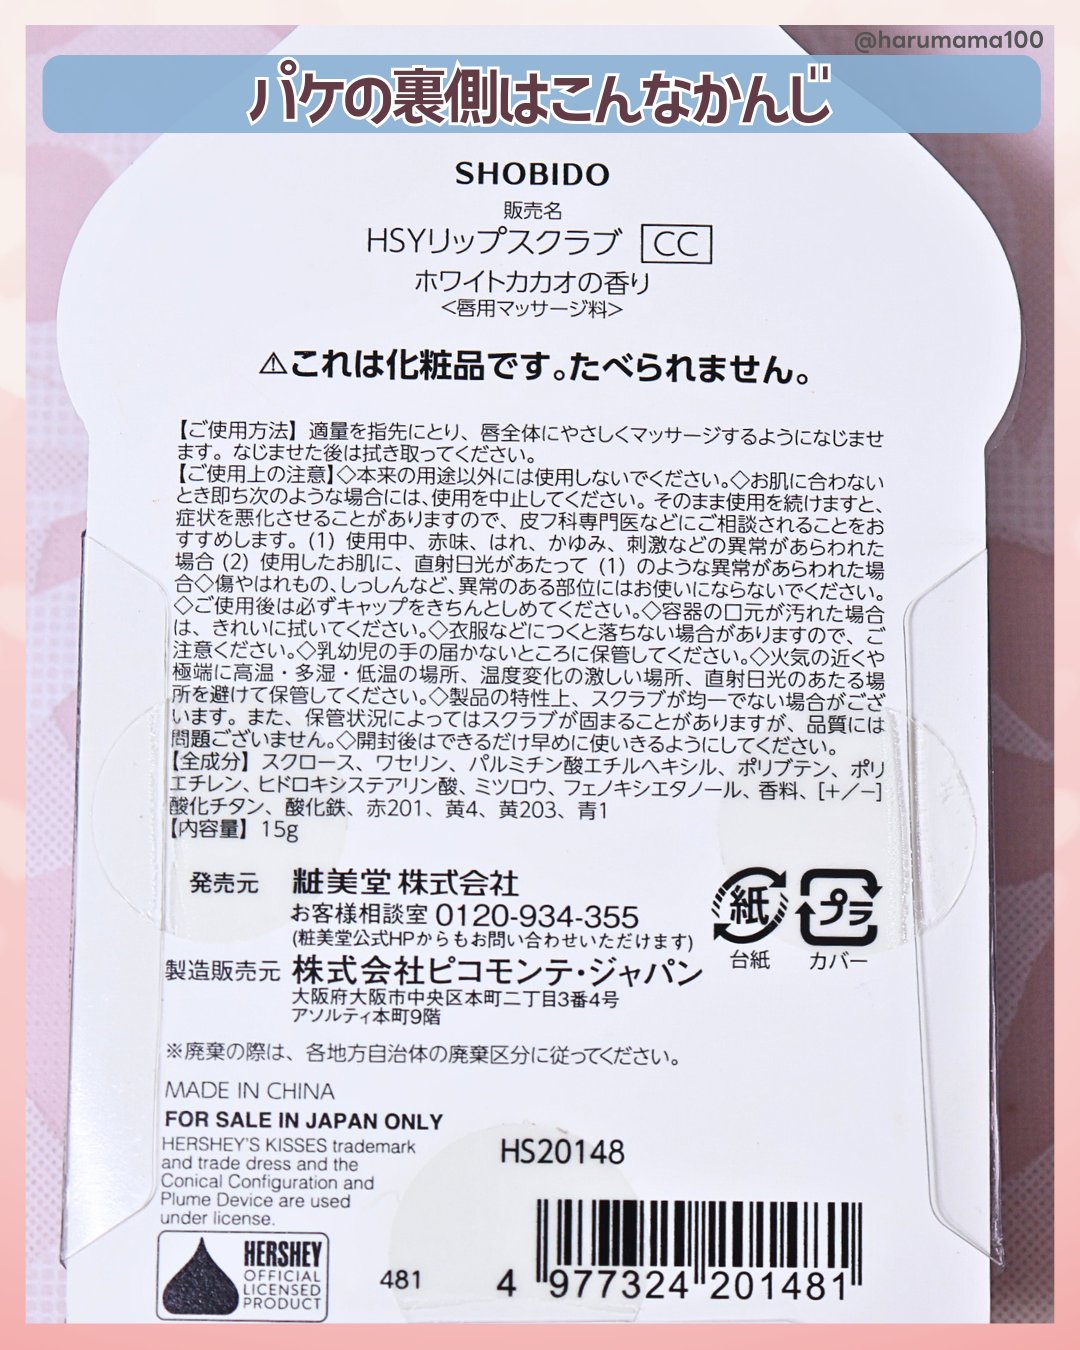 @harumama100
パケの裏側はこんなかんじ
SHOBIDO
販売名
HSYリップスクラブ CC
ホワイトカカオの香り
<唇用マッサージ料>
⚠これは化粧品です。たべられません。
【ご使用方法】適量を指先にとり、唇全体にやさしくマッサージするようになじませ
ます。なじませた後は拭き取ってください。
【ご使用上の注意】◇本来の用途以外には使用しないでください。◇お肌に合わない
とき即ち次のような場合には、使用を中止してください。そのまま使用を続けますと、
症状を悪化させることがありますので、皮フ科専門医などにご相談されることをお
すすめします。(1) 使用中、赤味、はれ、かゆみ、刺激などの異常があらわれた
場合 (2) 使用したお肌に、直射日光があたって (1) のような異常があらわれた場
合◇傷やはれもの、しっしんなど、異常のある部位にはお使いにならないでください。
◇ご使用後は必ずキャップをきちんとしめてください。◇容器の口元が汚れた場合
は、きれいに拭いてください。◇衣服などにつくと落ちない場合がありますので、ご
注意ください。◇乳幼児の手の届かないところに保管してください。◇火気の近くや
極端に高温・多湿・低温の場所、温度変化の激しい場所、直射日光のあたる場
所を避けて保管してください。◇製品の特性上、スクラブが均一でない場合がござ
います。また、保管状況によってはスクラブが固まることがありますが、品質には
問題ございません。◇開封後はできるだけ早めに使いきるようにしてください。
【全成分】スクロース、ワセリン、パルミチン酸エチルヘキシル、ポリブテン、ポリ
エチレン、ヒドロキシステアリン酸、ミツロウ、フェノキシエタノール、香料、[+/−]
酸化チタン、酸化鉄、赤201、黄4、黄203、青1
【内容量】15g
発売元 粧美堂 株式会社
お客様相談室 0120-934-355
(粧美堂公式HPからもお問い合わせいただけます)
製造販売元 株式会社ピコモンテ・ジャパン
大阪府大阪市中央区本町二丁目3番4号
アソルティ本町9階
紙 プラ
台紙 カバー
※廃棄の際は、各地方自治体の廃棄区分に従ってください。
MADE IN CHINA
FOR SALE IN JAPAN ONLY
HERSHEY'S KISSES trademark
and trade dress and the
Conical Configuration and
Plume Device are used
under license.
HERSHEY
OFFICIAL
LICENSED
PRODUCT
HS20148
481
4 977324 201481